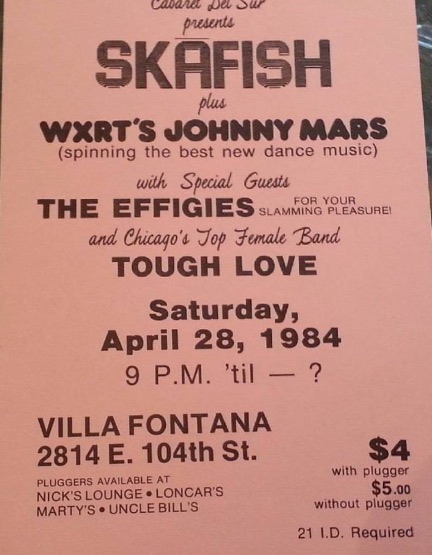 Cabaret Del Sur
presents
SKAFISH
plus
WXRT'S JOHNNY MARS
(spinning the best new dance music)
with Special Guests
THE EFFIGIES FOR YOUR
SLAMMING PLEASURE!
and Chicago's Top Female Band
TOUGH LOVE
Saturday,
April 28, 1984
9 P.M. 'til — ?
VILLA FONTANA
2814 E. 104th St.
PLUGGERS AVAILABLE AT
NICK'S LOUNGE • LONCAR'S
MARTY'S • UNCLE BILL'S
$4
with plugger
$5.00
without plugger
21 I.D. Required